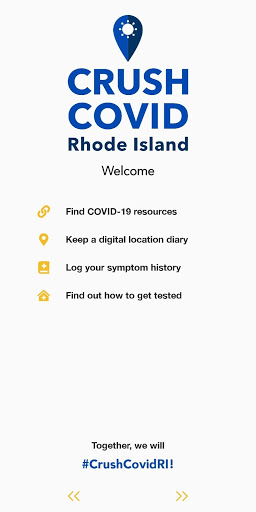 CRUSH
COVID
Rhode Island
Welcome
Find COVID-19 resources
Keep a digital location diary
Log your symptom history
Find out how to get tested
Together, we will
#CrushCovidRI!